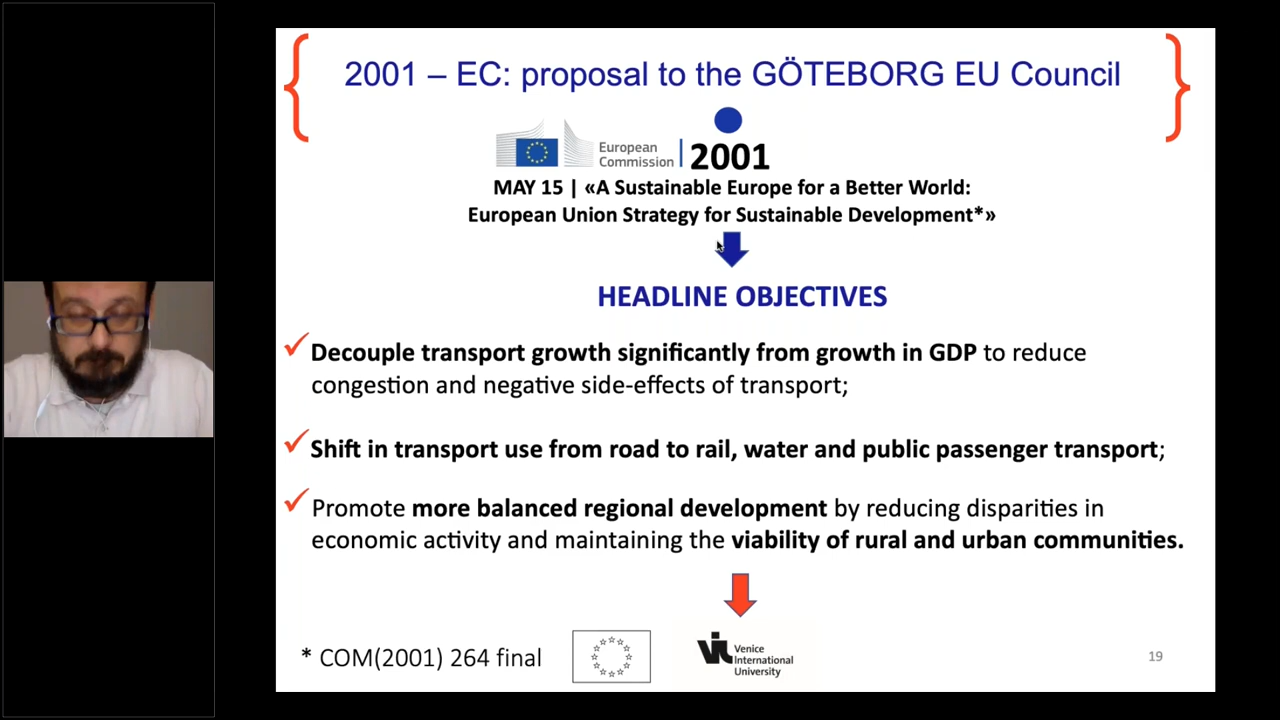 2001 – EC: proposal to the GÖTEBORG EU Council
European
Commission
2001
MAY 15 | «A Sustainable Europe for a Better World:
European Union Strategy for Sustainable Development*»
HEADLINE OBJECTIVES
Decouple transport growth significantly from growth in GDP to reduce
congestion and negative side-effects of transport;
Shift in transport use from road to rail, water and public passenger transport;
Promote more balanced regional development by reducing disparities in
economic activity and maintaining the viability of rural and urban communities.
* COM(2001) 264 final
VIU
Venice
International
University
19